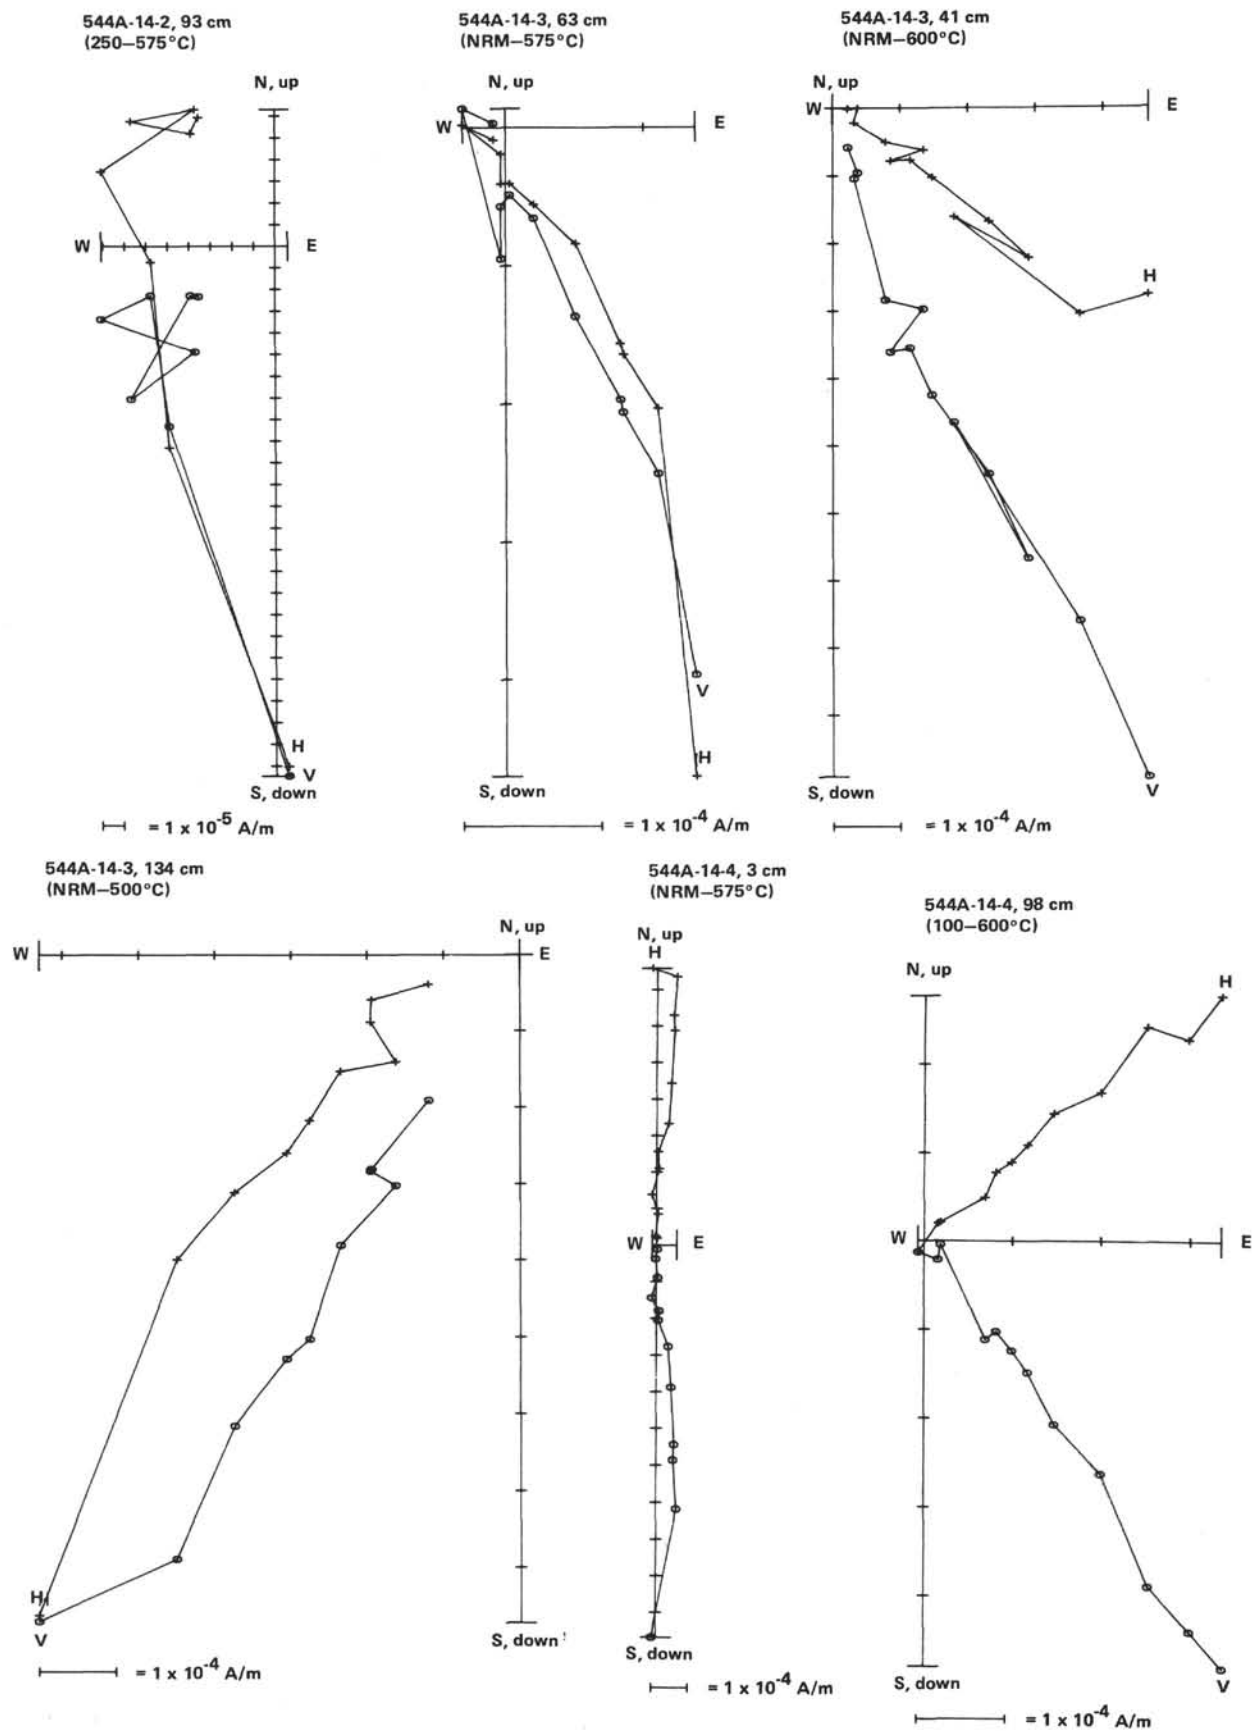 544A-14-2, 93 cm
(250—575°C)
N, up
W
E
H
V
S, down
= 1 x 10⁻⁵ A/m
544A-14-3, 63 cm
(NRM—575°C)
N, up
W
E
V
H
S, down
= 1 x 10⁻⁴ A/m
544A-14-3, 41 cm
(NRM—600°C)
N, up
W
E
H
S, down
V
= 1 x 10⁻⁴ A/m
544A-14-3, 134 cm
(NRM—500°C)
N, up
W
E
H
V
S, down
= 1 x 10⁻⁴ A/m
544A-14-4, 3 cm
(NRM—575°C)
N, up
H
W
E
S, down
= 1 x 10⁻⁴ A/m
544A-14-4, 98 cm
(100—600°C)
N, up
H
W
E
S, down
V
= 1 x 10⁻⁴ A/m